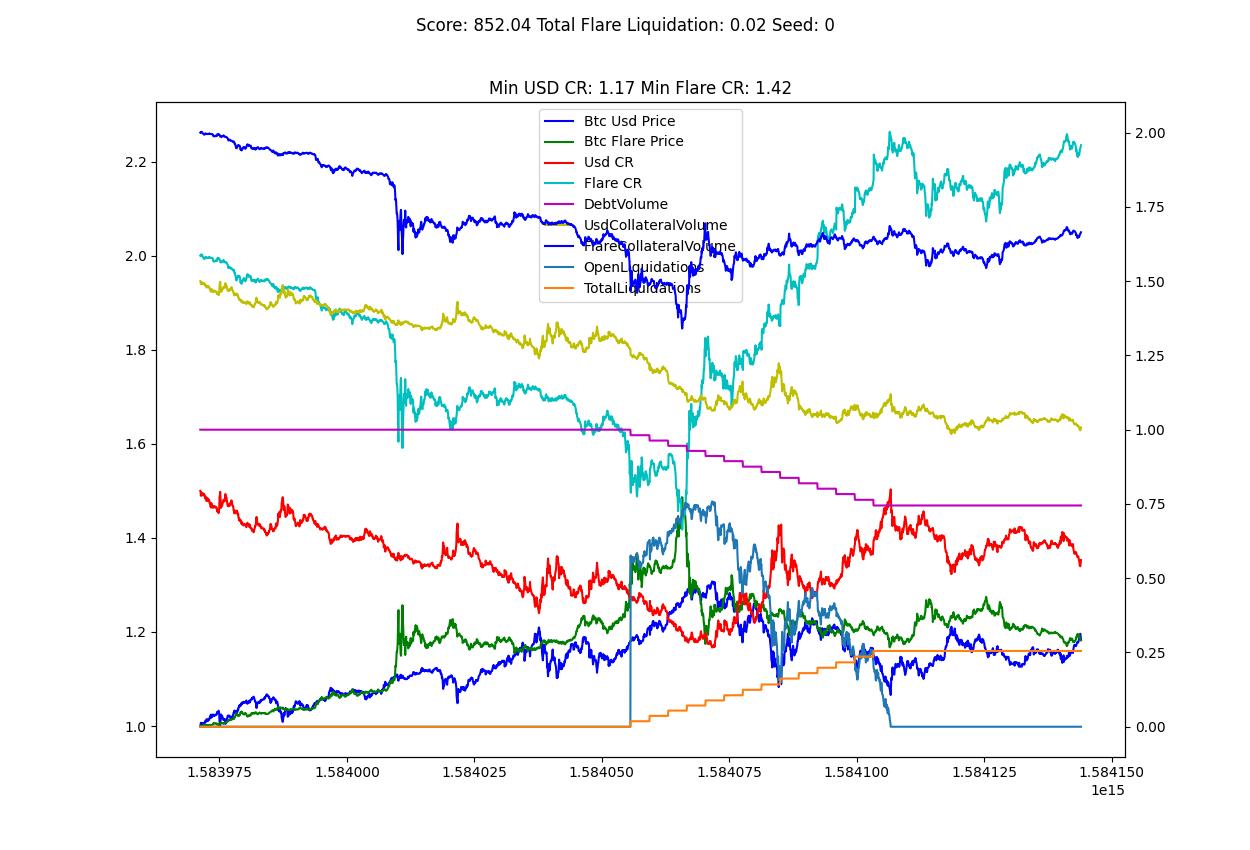 Score: 852.04 Total Flare Liquidation: 0.02 Seed: 0
Min USD CR: 1.17 Min Flare CR: 1.42
Btc Usd Price
Btc Flare Price
Usd CR
Flare CR
DebtVolume
UsdCollateralVolume
FlareCollateralVolume
OpenLiquidations
TotalLiquidations
2.2
2.0
1.8
1.6
1.4
1.2
1.0
2.00
1.75
1.50
1.25
1.00
0.75
0.50
0.25
0.00
1.583975 1.584000 1.584025 1.584050 1.584075 1.584100 1.584125 1.584150
1e15